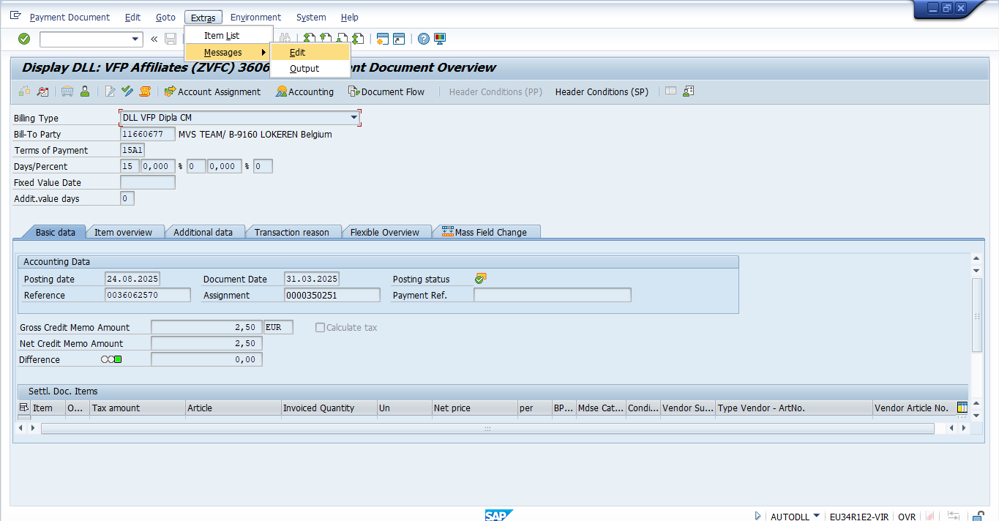 Payment Document Edit Goto Extras Environment System Help
Item List
«
Messages Edit
Output
Display DLL: VFP Affiliates (ZVFC) 3606 nt Document Overview
Account Assignment Accounting Document Flow Header Conditions (PP) Header Conditions (SP)
Billing Type DLL VFP Dipla CM
Bill-To Party 11660677 MVS TEAM/ B-9160 LOKEREN Belgium
Terms of Payment 15A1
Days/Percent 15 0,000 % 0 0,000 % 0
Fixed Value Date
Addit.value days 0
Basic data Item overview Additional data Transaction reason Flexible Overview Mass Field Change
Accounting Data
Posting date 24.08.2025 Document Date 31.03.2025 Posting status
Reference 0036062570 Assignment 0000350251 Payment Ref.
Gross Credit Memo Amount 2,50 EUR Calculate tax
Net Credit Memo Amount 2,50
Difference 0,00
Settl. Doc. Items
Item O... Tax amount Article Invoiced Quantity Un Net price per BP... Mdse Cat... Condi... Vendor Su... Type Vendor - ArtNo. Vendor Article No.
SAP AUTODLL EU34R1E2-VIR OVR